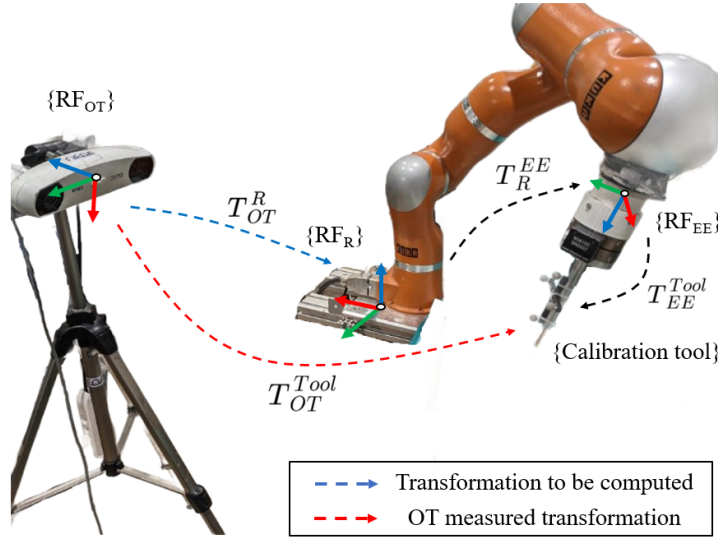 {RF_OT}
T_OT^R
{RF_R}
T_R^EE
{RF_EE}
T_EE^Tool
{Calibration tool}
T_OT^Tool
KUKA
Transformation to be computed
OT measured transformation